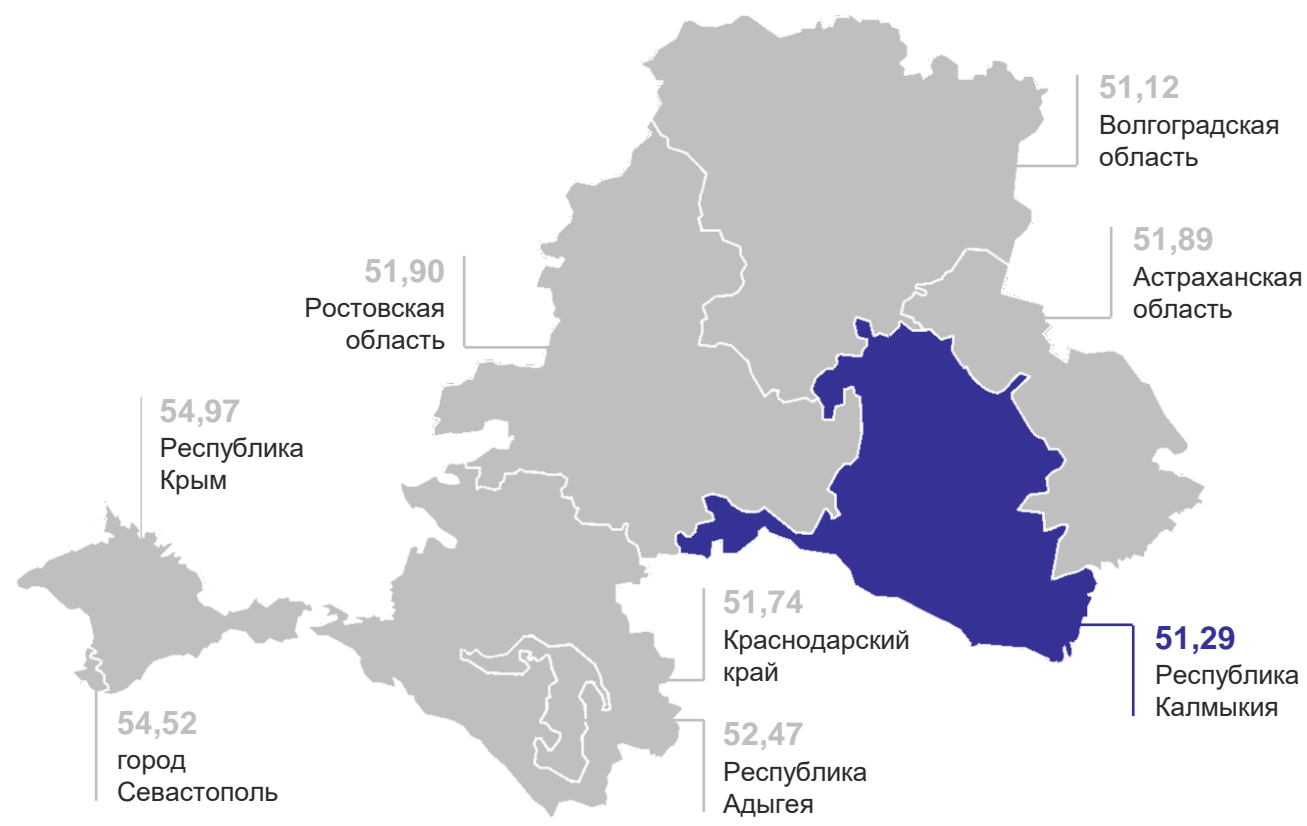 51,12
Волгоградская
область
51,89
Астраханская
область
51,90
Ростовская
область
54,97
Республика
Крым
51,74
Краснодарский
край
51,29
Республика
Калмыкия
54,52
город
Севастополь
52,47
Республика
Адыгея